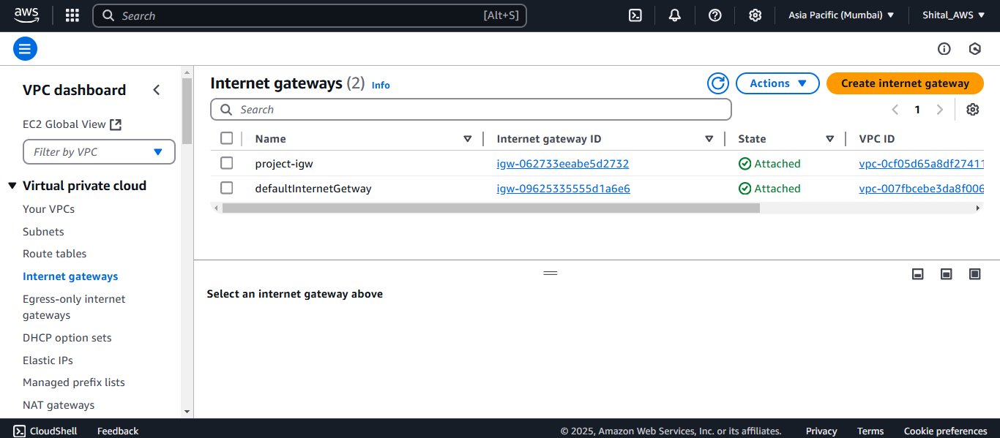 aws Search [Alt+S] Asia Pacific (Mumbai) Shital_AWS
VPC dashboard
EC2 Global View
Filter by VPC
Virtual private cloud
Your VPCs
Subnets
Route tables
Internet gateways
Egress-only internet
gateways
DHCP option sets
Elastic IPs
Managed prefix lists
NAT gateways
Internet gateways (2) Info
Actions
Create internet gateway
Search
1
Name Internet gateway ID State VPC ID
project-igw igw-062733eeabe5d2732 Attached vpc-0cf05d65a8df27411
defaultInternetGetway igw-09625335555d1a6e6 Attached vpc-007fbcebe3da8f006
Select an internet gateway above
CloudShell Feedback © 2025, Amazon Web Services, Inc. or its affiliates. Privacy Terms Cookie preferences